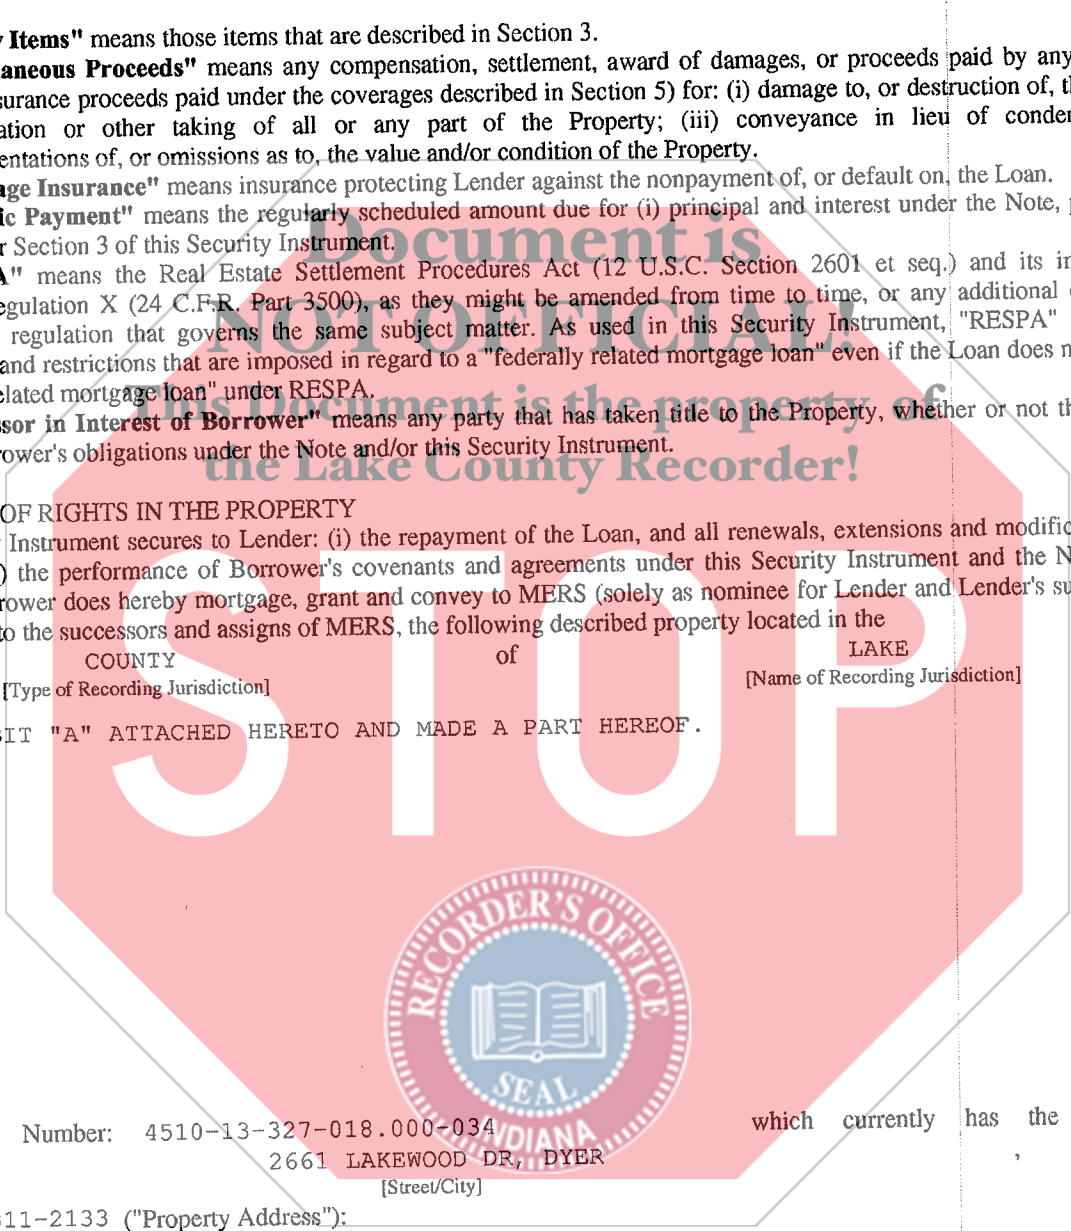 Items" means those items that are described in Section 3.
laneous Proceeds" means any compensation, settlement, award of damages, or proceeds paid by any
surance proceeds paid under the coverages described in Section 5) for: (i) damage to, or destruction of,
ation or other taking of all or any part of the Property; (iii) conveyance in lieu of conder
entations of, or omissions as to, the value and/or condition of the Property.
age Insurance" means insurance protecting Lender against the nonpayment of, or default on, the Loan.
ic Payment" means the regularly scheduled amount due for (i) principal and interest under the Note,
r Section 3 of this Security Instrument.
A" means the Real Estate Settlement Procedures Act (12 U.S.C. Section 2601 et seq.) and its
egulation X (24 C.F.R. Part 3500), as they might be amended from time to time, or any additional
regulation that governs the same subject matter. As used in this Security Instrument, "RESPA"
and restrictions that are imposed in regard to a "federally related mortgage loan" even if the Loan does
elated mortgage loan" under RESPA.
sor in Interest of Borrower" means any party that has taken title to the Property, whether or not th
rower's obligations under the Note and/or this Security Instrument.
Document is
NOT OFFICIAL!
This Document is the property of
the Lake County Recorder!
OF RIGHTS IN THE PROPERTY
Instrument secures to Lender: (i) the repayment of the Loan, and all renewals, extensions and modific
) the performance of Borrower's covenants and agreements under this Security Instrument and the N
rower does hereby mortgage, grant and convey to MERS (solely as nominee for Lender and Lender's su
to the successors and assigns of MERS, the following described property located in the
COUNTY of LAKE
[Type of Recording Jurisdiction] [Name of Recording Jurisdiction]
IT "A" ATTACHED HERETO AND MADE A PART HEREOF.
STOP
RECORDER'S OFFICE
SEAL
INDIANA
Number: 4510-13-327-018.000-034 which currently has the
2661 LAKEWOOD DR, DYER ,
[Street/City]
311-2133 ("Property Address"):